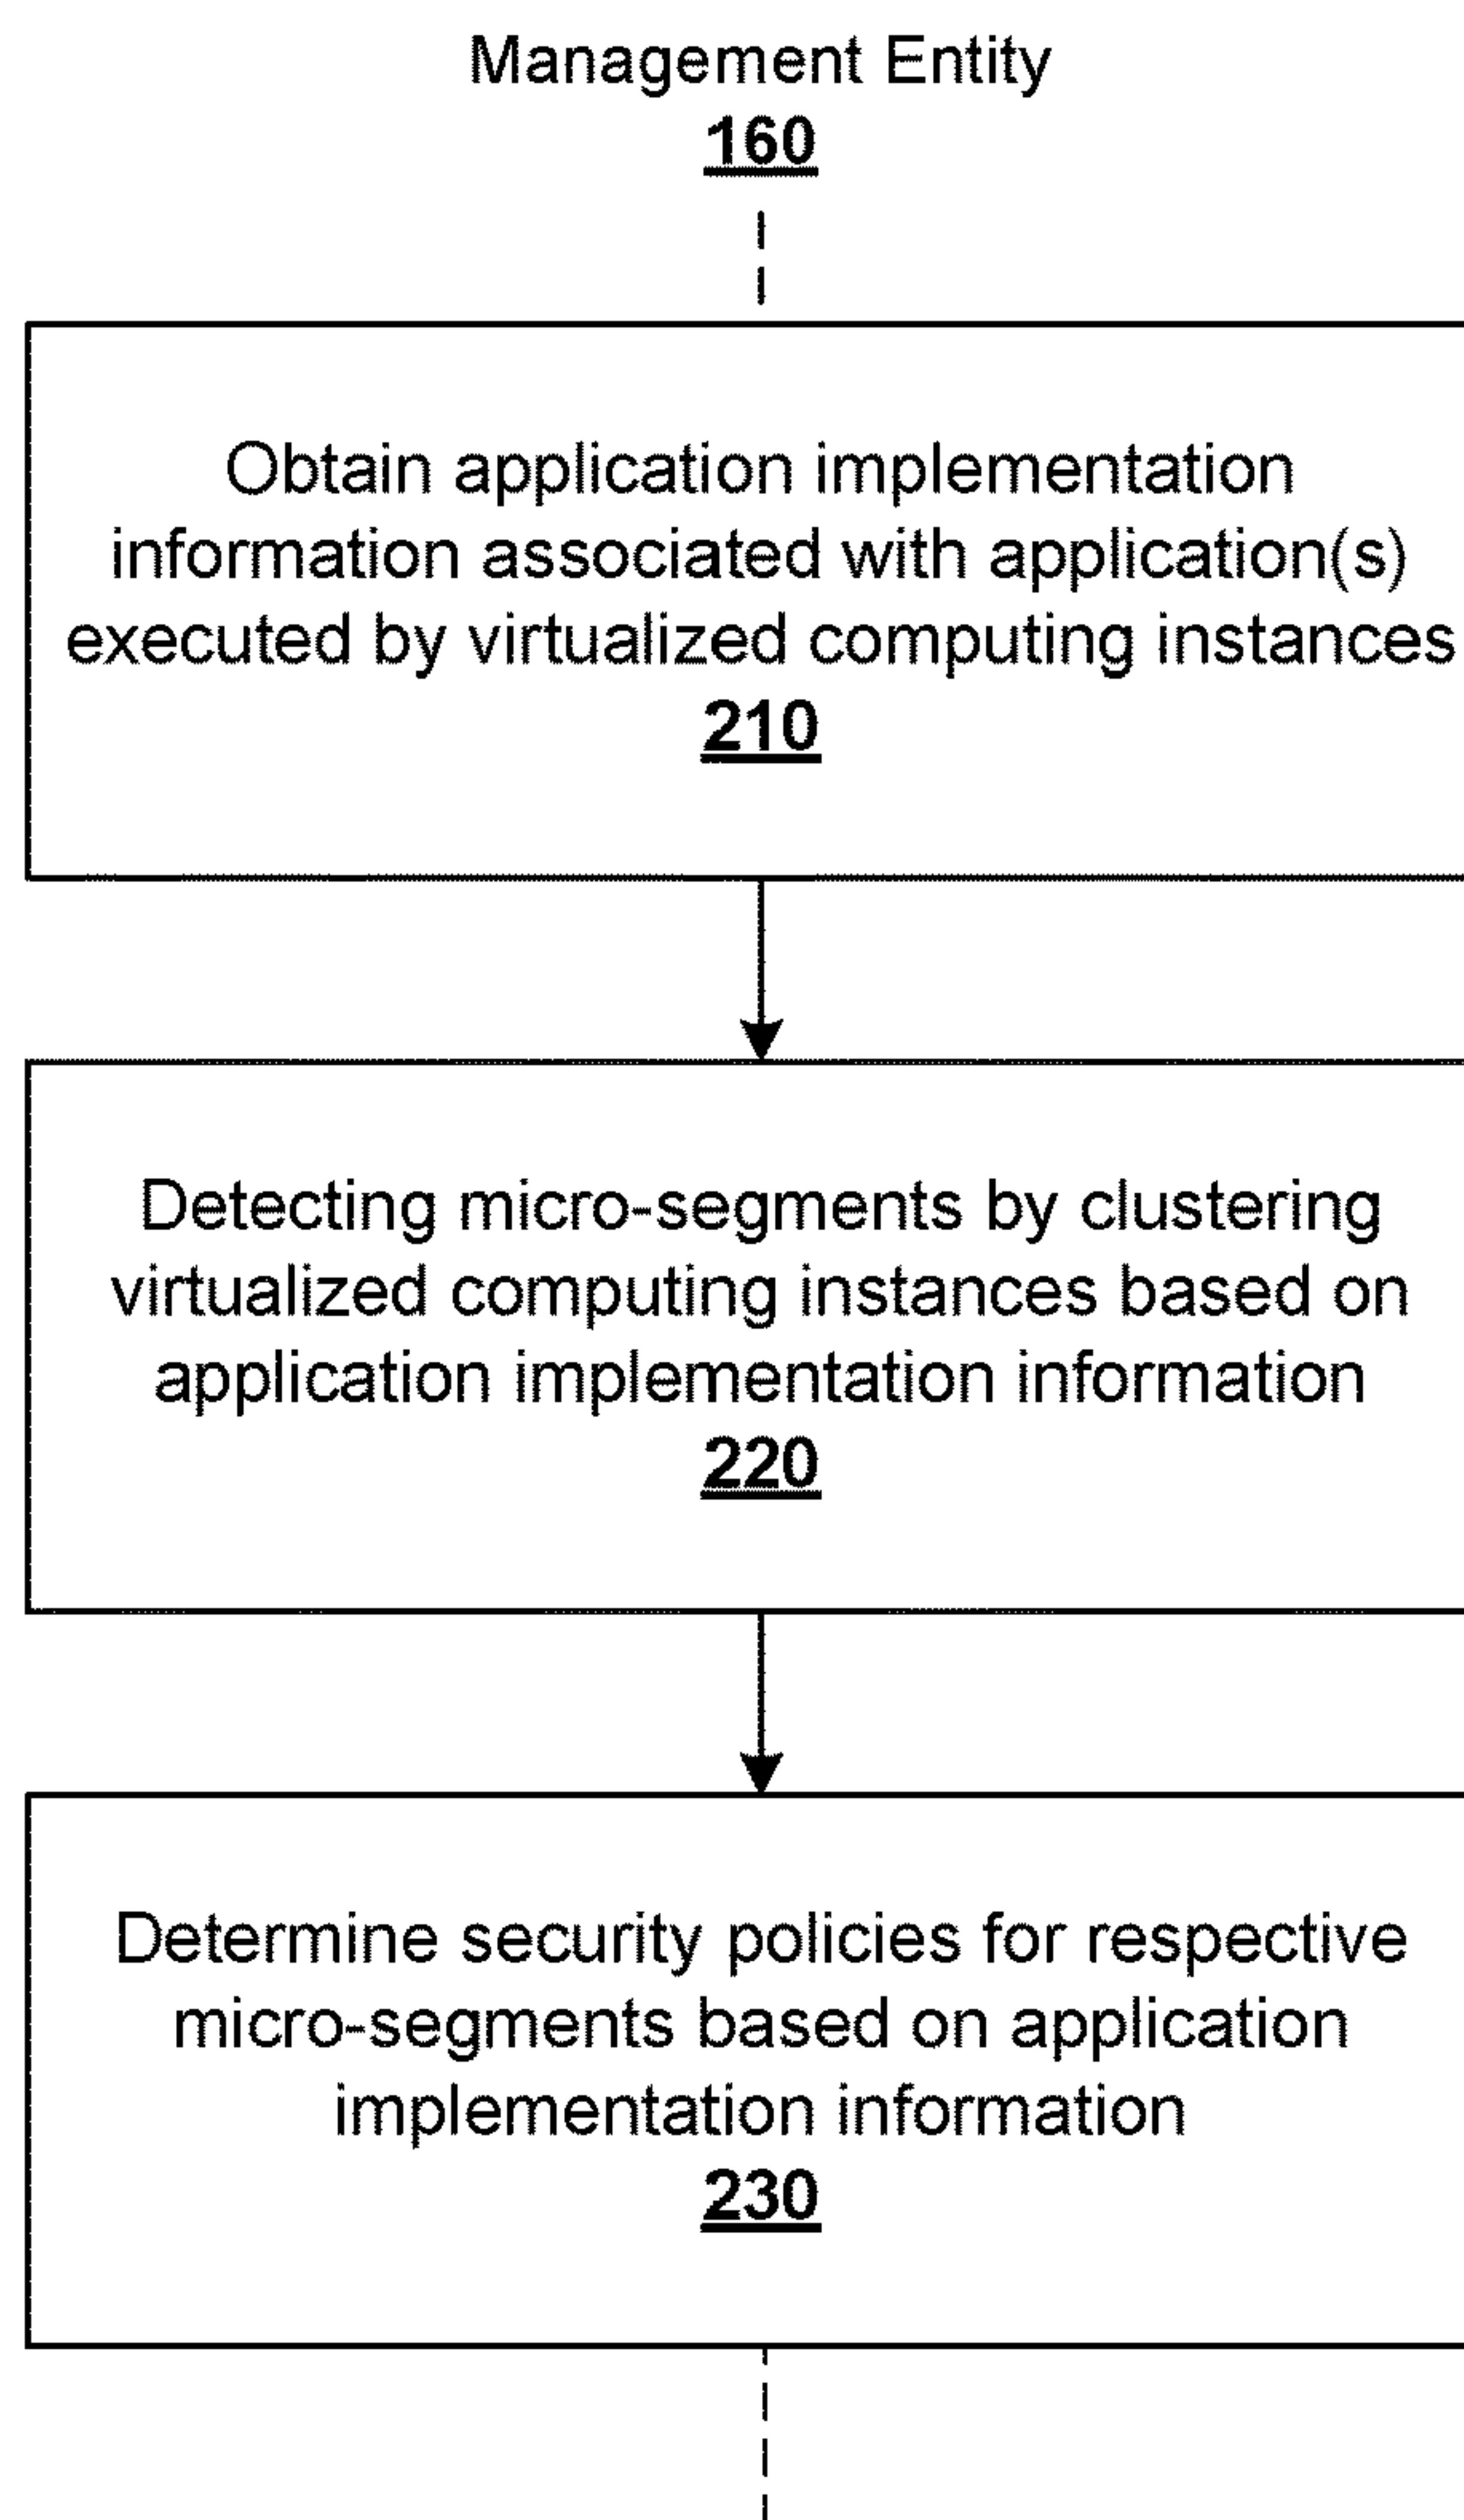 Management Entity
160
Obtain application implementation
information associated with application(s)
executed by virtualized computing instances
210
Detecting micro-segments by clustering
virtualized computing instances based on
application implementation information
220
Determine security policies for respective
micro-segments based on application
implementation information
230